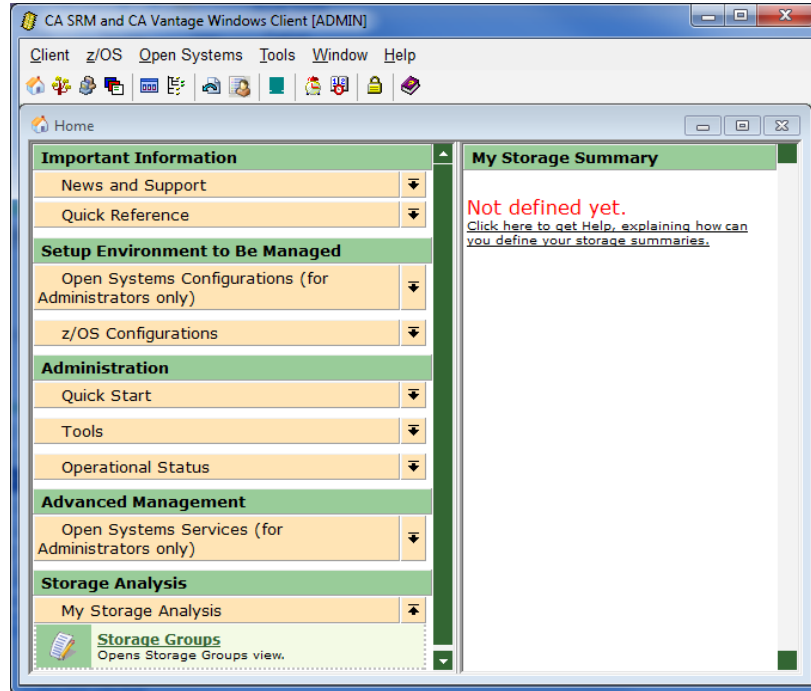 CA SRM and CA Vantage Windows Client [ADMIN]
Client z/OS Open Systems Tools Window Help
Home
Important Information
News and Support
Quick Reference
Setup Environment to Be Managed
Open Systems Configurations (for
Administrators only)
z/OS Configurations
Administration
Quick Start
Tools
Operational Status
Advanced Management
Open Systems Services (for
Administrators only)
Storage Analysis
My Storage Analysis
Storage Groups
Opens Storage Groups view.
My Storage Summary
Not defined yet.
Click here to get Help, explaining how can
you define your storage summaries.